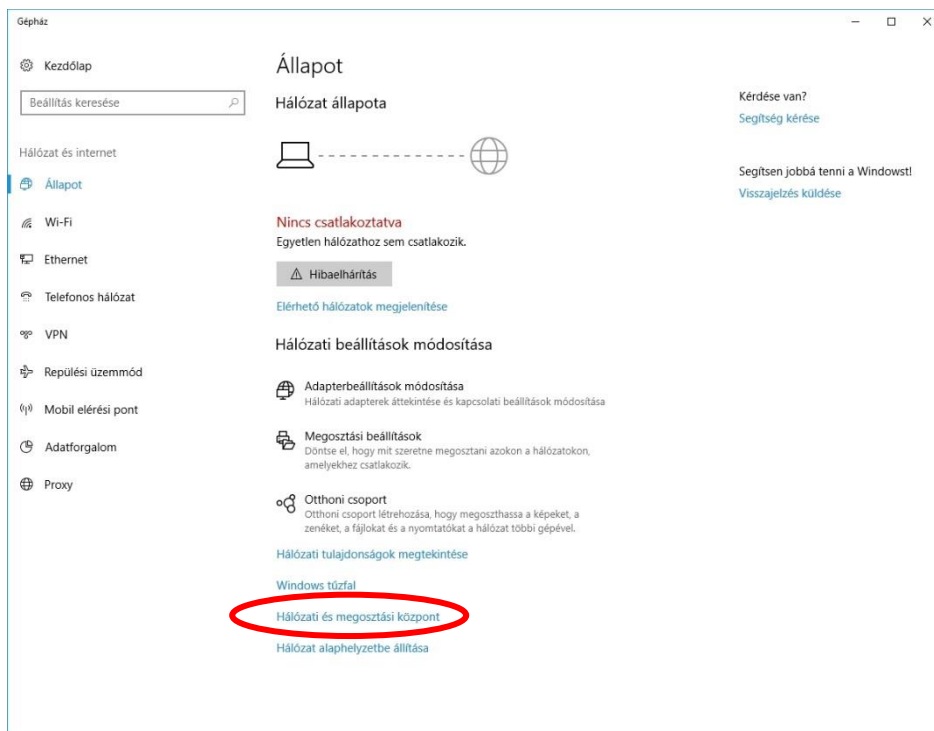 Gépház
Kezdőlap
Beállítás keresése
Hálózat és internet
Állapot
Wi-Fi
Ethernet
Telefonos hálózat
VPN
Repülési üzemmód
Mobil elérési pont
Adatforgalom
Proxy
Állapot
Hálózat állapota
Nincs csatlakoztatva
Egyetlen hálózathoz sem csatlakozik.
Hibaelhárítás
Elérhető hálózatok megjelenítése
Hálózati beállítások módosítása
Adapterbeállítások módosítása
Hálózati adapterek áttekintése és kapcsolati beállítások módosítása
Megosztási beállítások
Döntse el, hogy mit szeretne megosztani azokon a hálózatokon,
amelyekhez csatlakozik.
Otthoni csoport
Otthoni csoport létrehozása, hogy megoszthassa a képeket, a
zenéket, a fájlokat és a nyomtatókat a hálózat többi gépével.
Hálózati tulajdonságok megtekintése
Windows tűzfal
Hálózati és megosztási központ
Hálózat alaphelyzetbe állítása
Kérdése van?
Segítség kérése
Segítsen jobbá tenni a Windowst!
Visszajelzés küldése